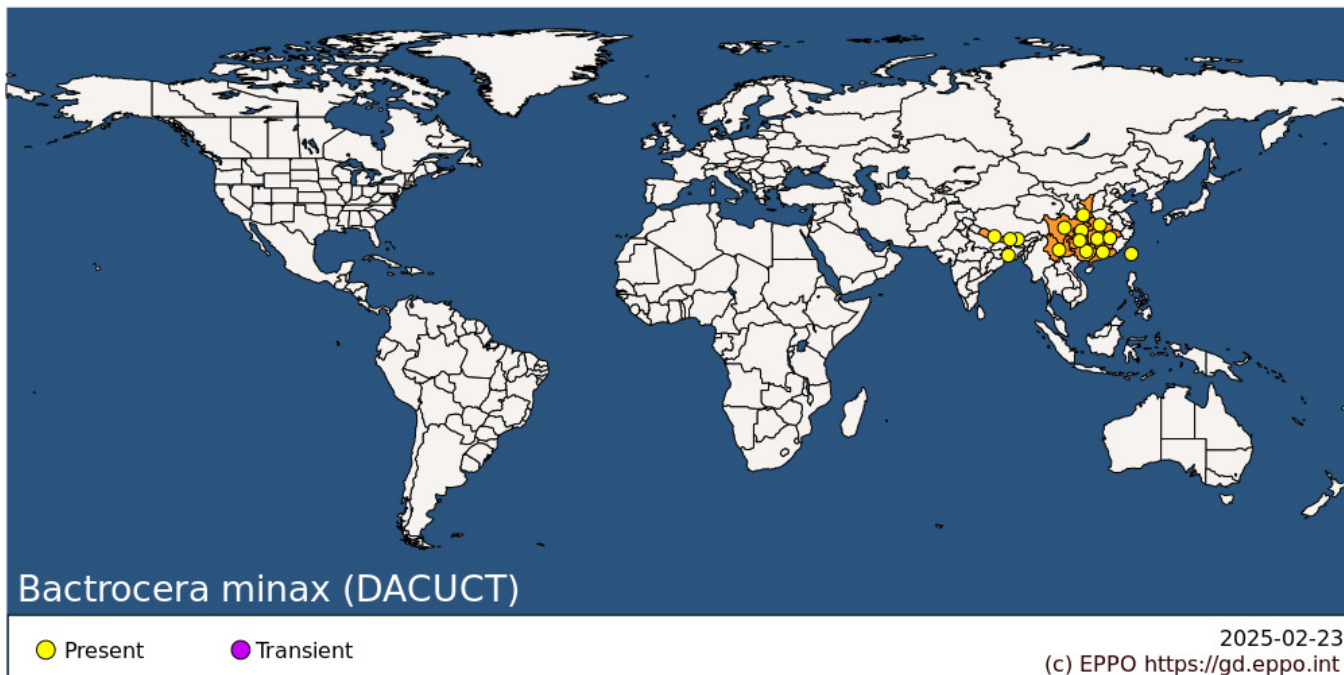 Bactrocera minax (DACUCT)
Present
Transient
2025-02-23
(c) EPPO https://gd.eppo.int